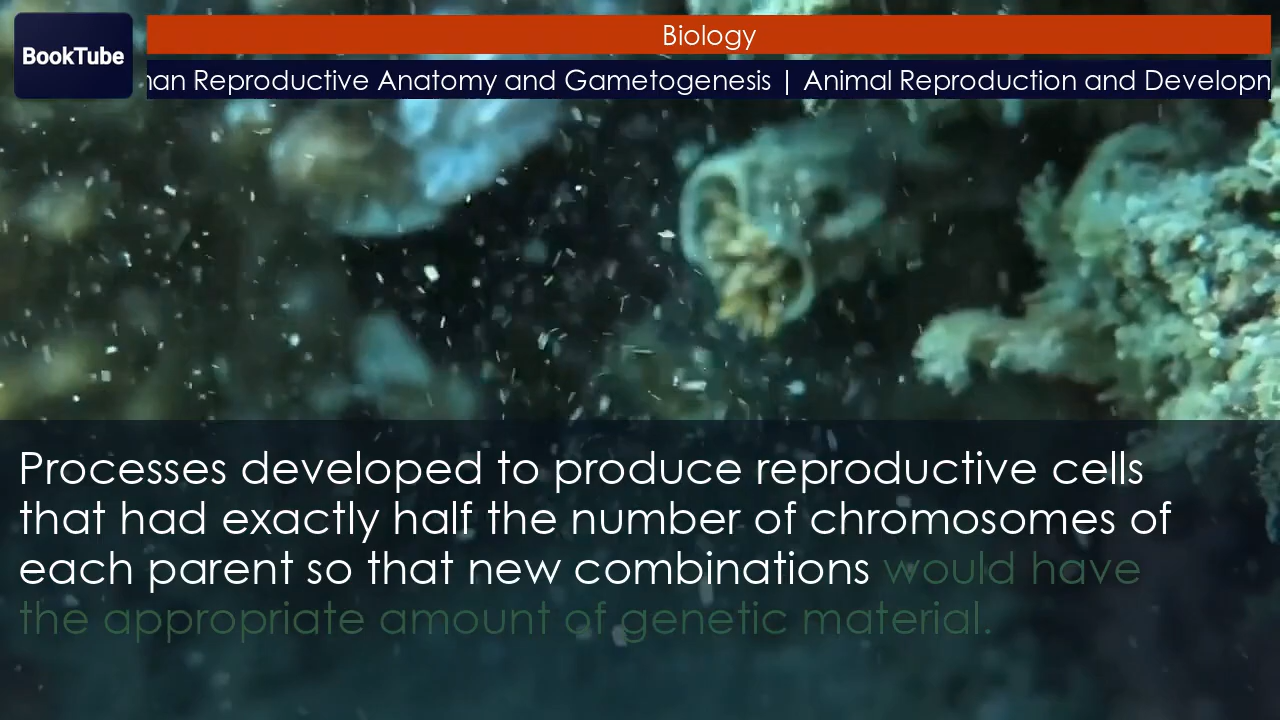 BookTube
Biology
nan Reproductive Anatomy and Gametogenesis | Animal Reproduction and Developn
Processes developed to produce reproductive cells
that had exactly half the number of chromosomes of
each parent so that new combinations would have
the appropriate amount of genetic material.